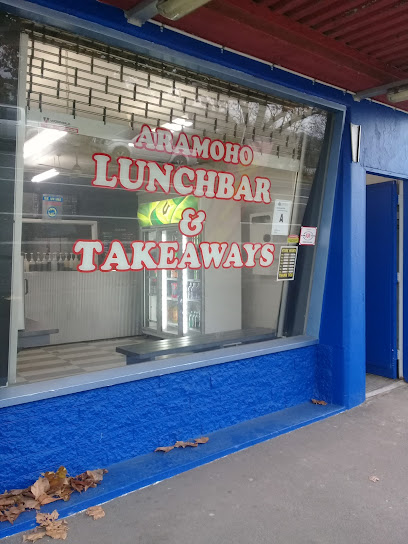 ARAMOHO
LUNCHBAR
&
TAKEAWAYS
A